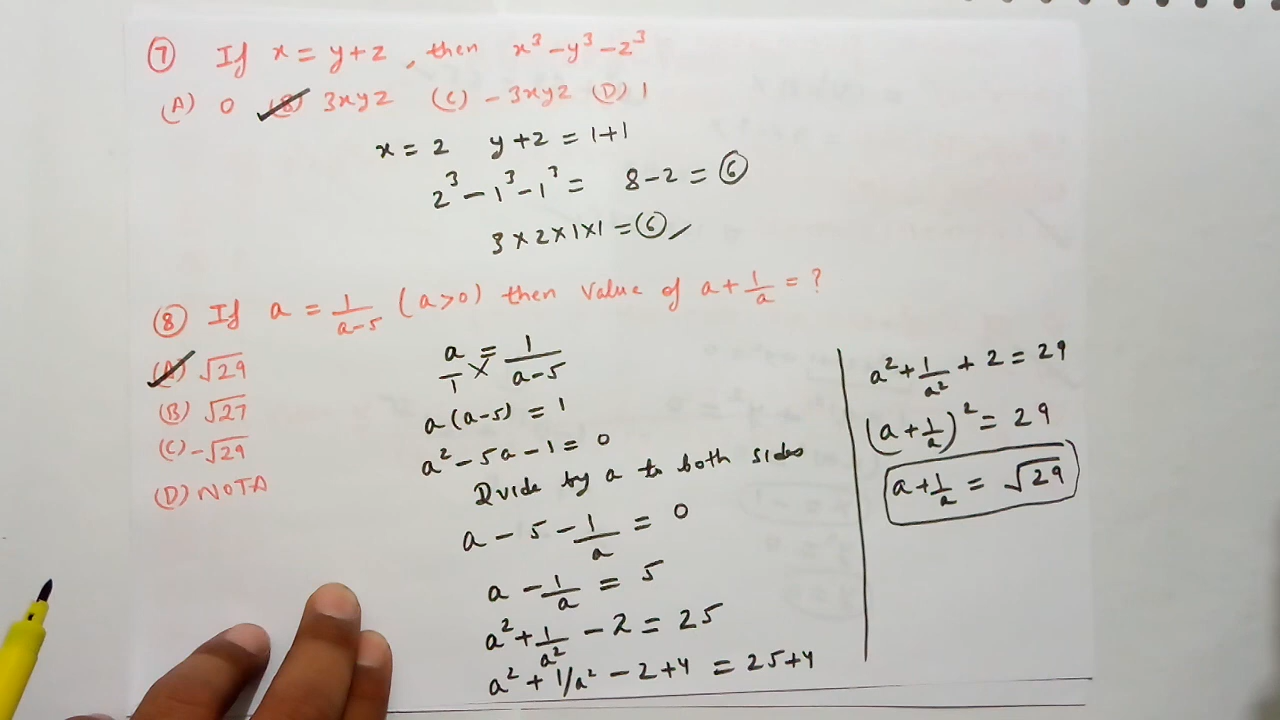 ⑦ If x = y+z, then x³-y³-z³
(A) 0 (B) 3xyz (C) -3xyz (D) 1
x = 2 y+z = 1+1
2³-1³-1³ = 8-2 = ⑥
3×2×1×1 = ⑥
⑧ If a = 1/(a-5) (a>0) then Value of a+1/a = ?
(A) √29
(B) √27
(C) -√29
(D) NOTA
a/1 = 1/(a-5)
a(a-5) = 1
a²-5a-1 = 0
Divide by a to both sides
a-5-1/a = 0
a-1/a = 5
a²+1/a²-2 = 25
a²+1/a²-2+4 = 25+4
a²+1/a²+2 = 29
(a+1/a)² = 29
a+1/a = √29